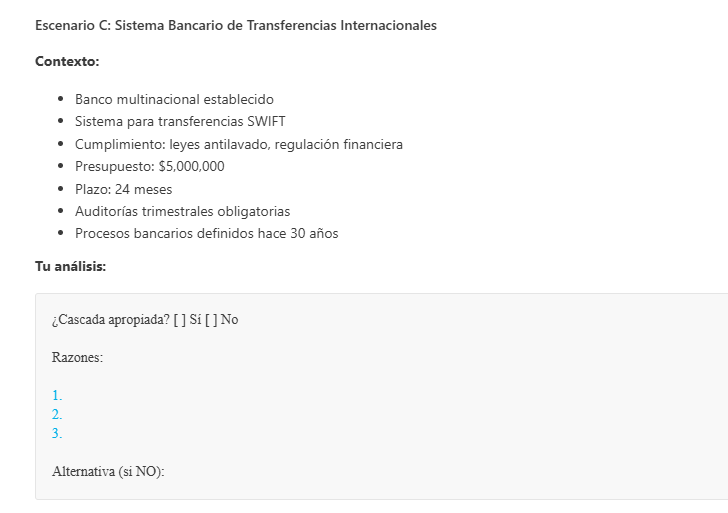 Escenario C: Sistema Bancario de Transferencias Internacionales
Contexto:
• Banco multinacional establecido
• Sistema para transferencias SWIFT
• Cumplimiento: leyes antilavado, regulación financiera
• Presupuesto: $5,000,000
• Plazo: 24 meses
• Auditorías trimestrales obligatorias
• Procesos bancarios definidos hace 30 años
Tu análisis:
¿Cascada apropiada? [ ] Sí [ ] No
Razones:
1.
2.
3.
Alternativa (si NO):